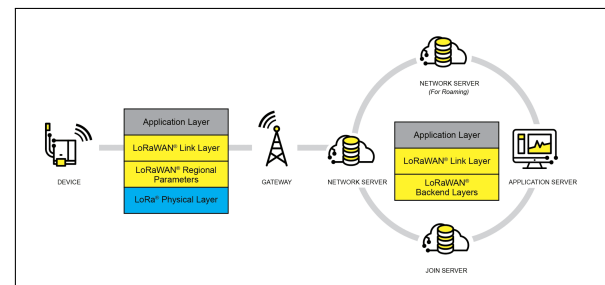 NETWORK SERVER
(For Roaming)
Application Layer
LoRaWAN® Link Layer
LoRaWAN® Regional
Parameters
LoRa® Physical Layer
Application Layer
LoRaWAN® Link Layer
LoRaWAN®
Backend Layers
DEVICE
GATEWAY
NETWORK SERVER
APPLICATION SERVER
JOIN SERVER